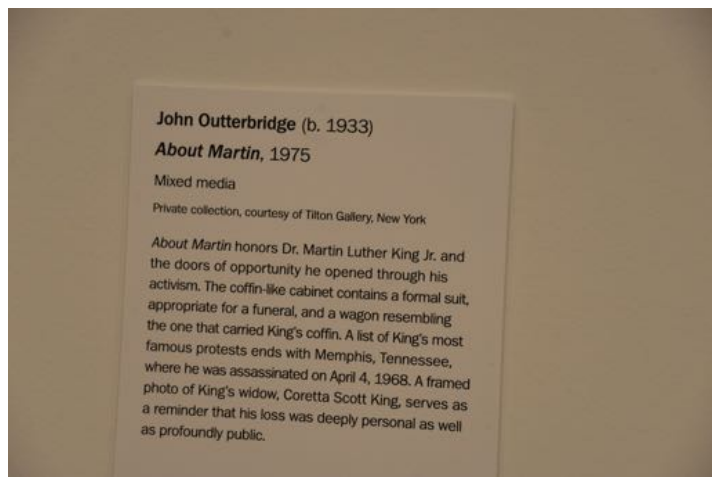 John Outterbridge (b. 1933)
About Martin, 1975
Mixed media
Private collection, courtesy of Tilton Gallery, New York
About Martin honors Dr. Martin Luther King Jr. and
the doors of opportunity he opened through his
activism. The coffin-like cabinet contains a formal suit,
appropriate for a funeral, and a wagon resembling
the one that carried King's coffin. A list of King's most
famous protests ends with Memphis, Tennessee,
where he was assassinated on April 4, 1968. A framed
photo of King's widow, Coretta Scott King, serves as
a reminder that his loss was deeply personal as well
as profoundly public.